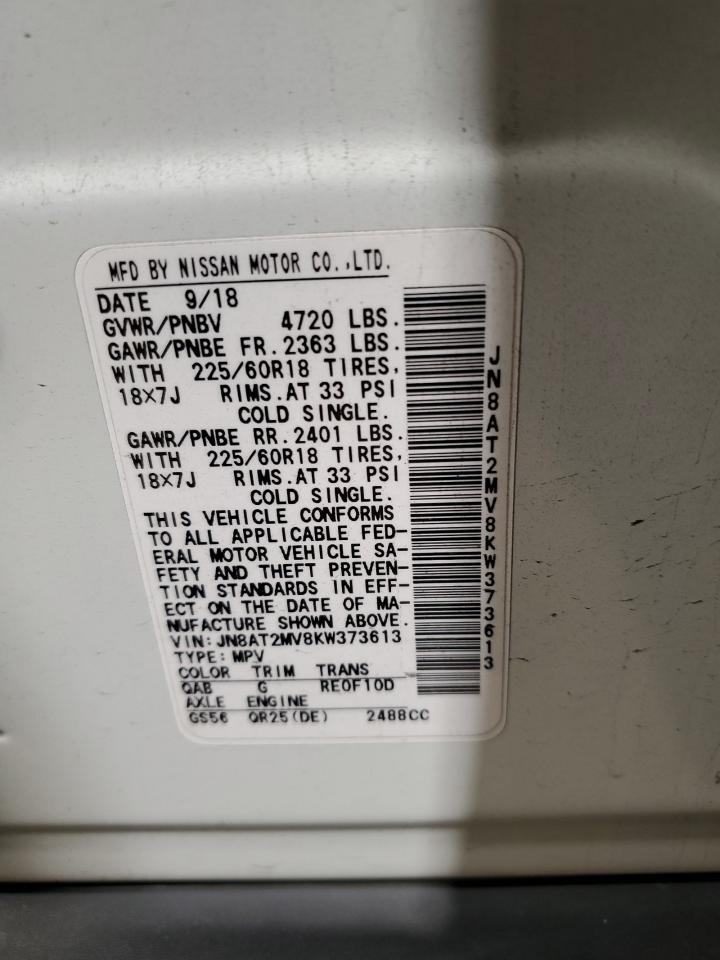 MFD BY NISSAN MOTOR CO.,LTD.
DATE 9/18
GVWR/PNBV 4720 LBS.
GAWR/PNBE FR.2363 LBS.
WITH 225/60R18 TIRES,
18×7J RIMS.AT 33 PSI
COLD SINGLE.
GAWR/PNBE RR.2401 LBS.
WITH 225/60R18 TIRES,
18×7J RIMS.AT 33 PSI
COLD SINGLE.
THIS VEHICLE CONFORMS
TO ALL APPLICABLE FED-
ERAL MOTOR VEHICLE SA-
FETY AND THEFT PREVEN-
TION STANDARDS IN EFF-
ECT ON THE DATE OF MA-
NUFACTURE SHOWN ABOVE.
VIN: JN8AT2MV8KW373613
TYPE: MPV
COLOR TRIM TRANS
QAB G RE0F10D
AXLE ENGINE
GS56 QR25(DE) 2488CC
JN8AT2MV8KW373613